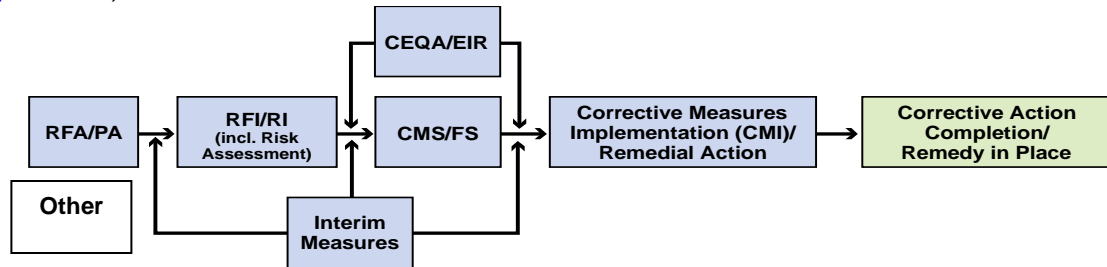 CEQA/EIR
RFA/PA
RFI/RI
(incl. Risk
Assessment)
CMS/FS
Corrective Measures
Implementation (CMI)/
Remedial Action
Corrective Action
Completion/
Remedy in Place
Other
Interim
Measures